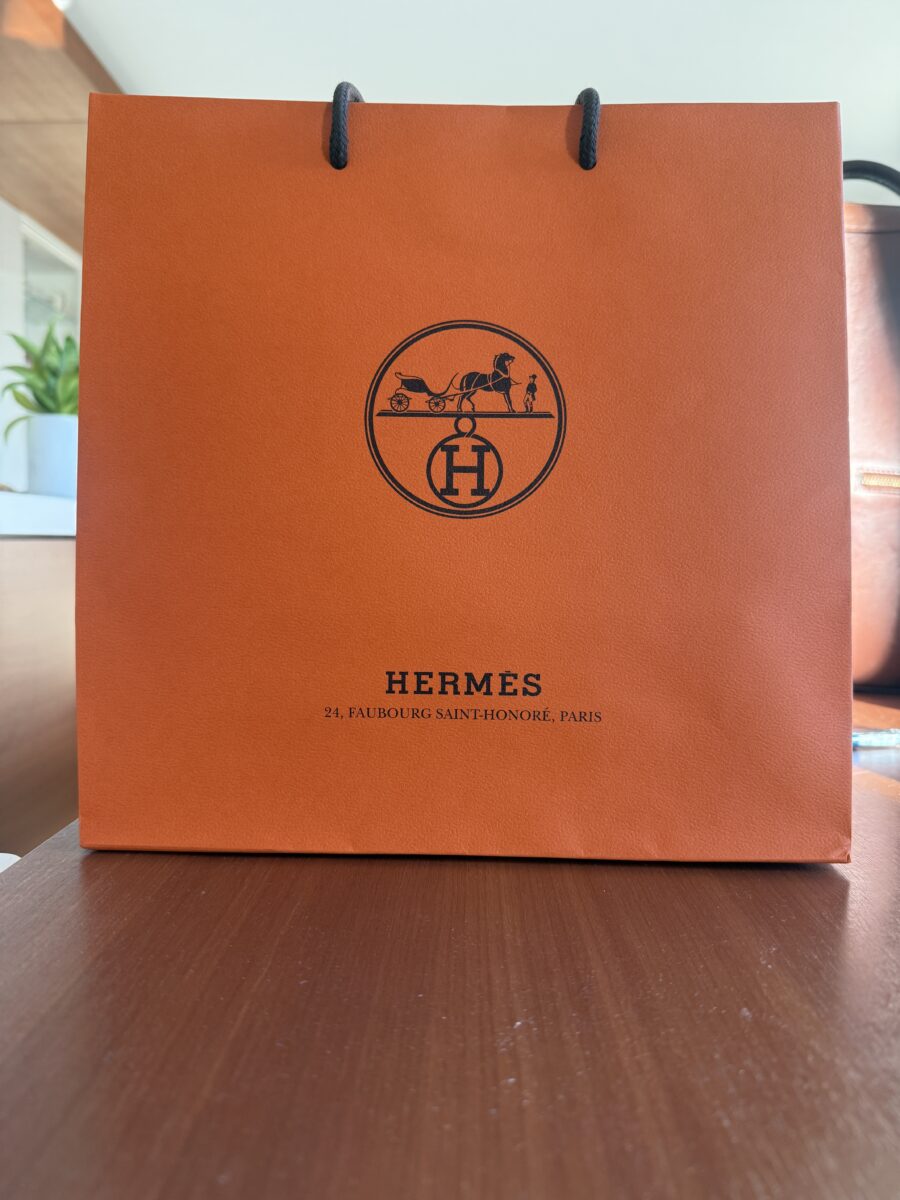 H
HERMÈS
24, FAUBOURG SAINT-HONORÉ, PARIS